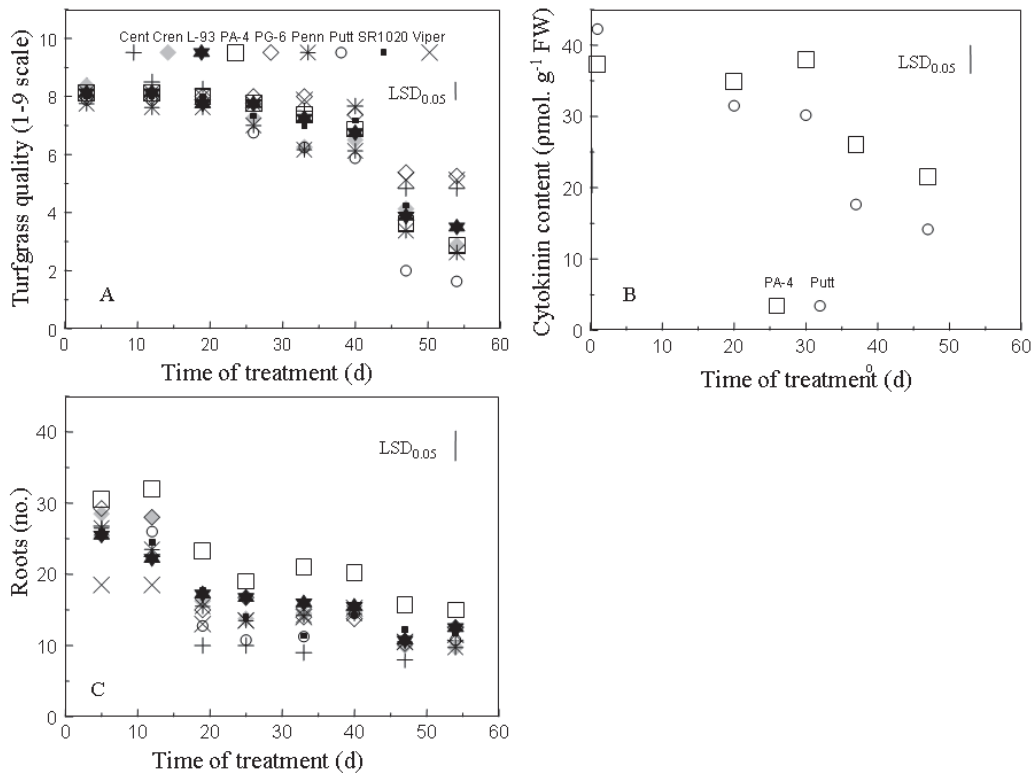 Cent Cren L-93 PA-4 PG-6 Penn Putt SR1020 Viper
LSD0.05
Turfgrass quality (1-9 scale)
10
8
6
4
2
0
A
0 10 20 30 40 50 60
Time of treatment (d)
LSD0.05
Cytokinin content (ρmol. g-1 FW)
40
30
20
10
0
PA-4 Putt
B
0 10 20 30 40 50 60
Time of treatment0 (d)
LSD0.05
Roots (no.)
40
30
20
10
0
C
0 10 20 30 40 50 60
Time of treatment (d)